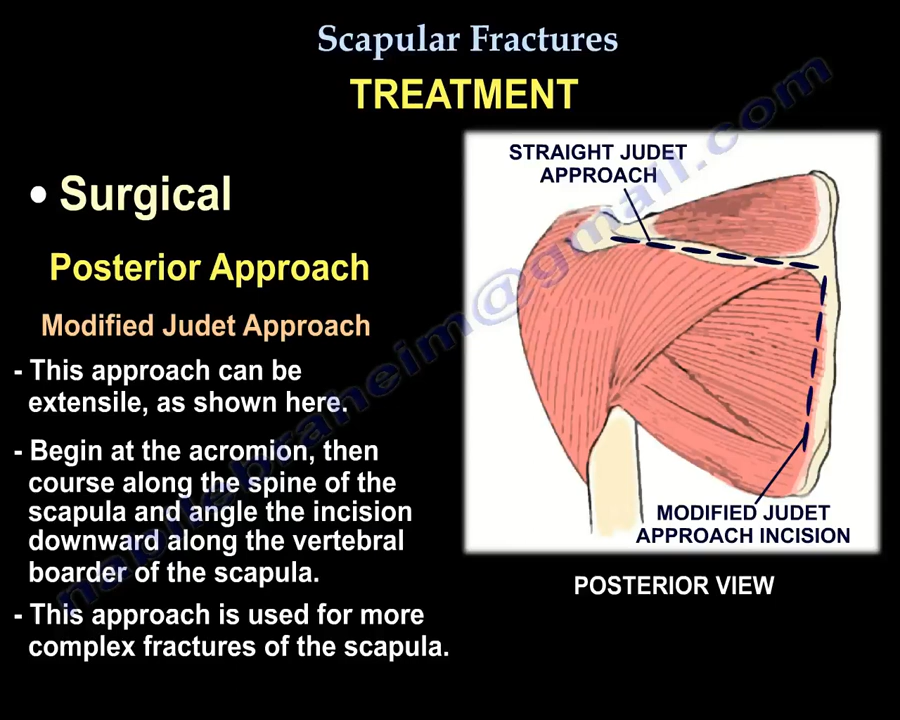 Scapular Fractures
TREATMENT
• Surgical
Posterior Approach
Modified Judet Approach
- This approach can be
extensile, as shown here.
- Begin at the acromion, then
course along the spine of the
scapula and angle the incision
downward along the vertebral
boarder of the scapula.
- This approach is used for more
complex fractures of the scapula.
STRAIGHT JUDET
APPROACH
MODIFIED JUDET
APPROACH INCISION
POSTERIOR VIEW
nabilebraheim@gmail.com